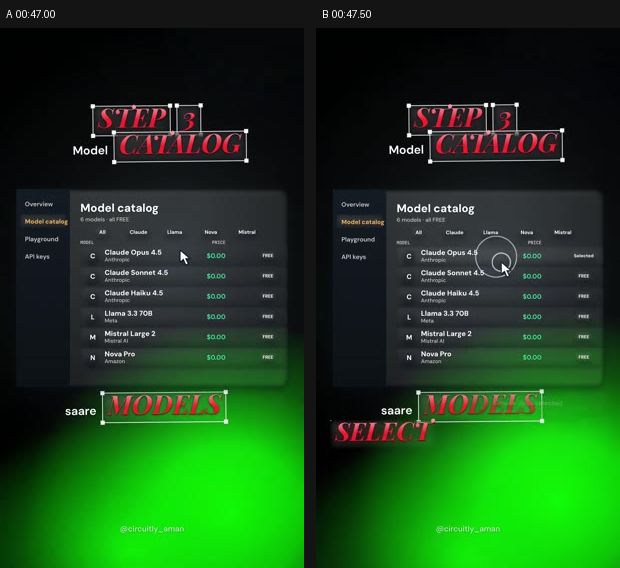 A 00:47.00
STEP 3
Model CATALOG
Overview
Model catalog
Playground
API keys
Model catalog
6 models · all FREE
All Claude Llama Nova Mistral
MODEL PRICE
C Claude Opus 4.5 $0.00
Anthropic
C Claude Sonnet 4.5 $0.00 FREE
Anthropic
C Claude Haiku 4.5 $0.00 FREE
Anthropic
L Llama 3.3 70B $0.00 FREE
Meta
M Mistral Large 2 $0.00 FREE
Mistral AI
N Nova Pro $0.00 FREE
Amazon
saare MODELS
@circuitly_aman
B 00:47.50
STEP 3
Model CATALOG
Overview
Model catalog
Playground
API keys
Model catalog
6 models · all FREE
All Claude Llama Nova Mistral
MODEL PRICE
C Claude Opus 4.5 $0.00 Selected
Anthropic
C Claude Sonnet 4.5 $0.00 FREE
Anthropic
C Claude Haiku 4.5 $0.00 FREE
Anthropic
L Llama 3.3 70B $0.00 FREE
Meta
M Mistral Large 2 $0.00 FREE
Mistral AI
N Nova Pro $0.00 FREE
Amazon
saare MODELS
SELECT
@circuitly_aman